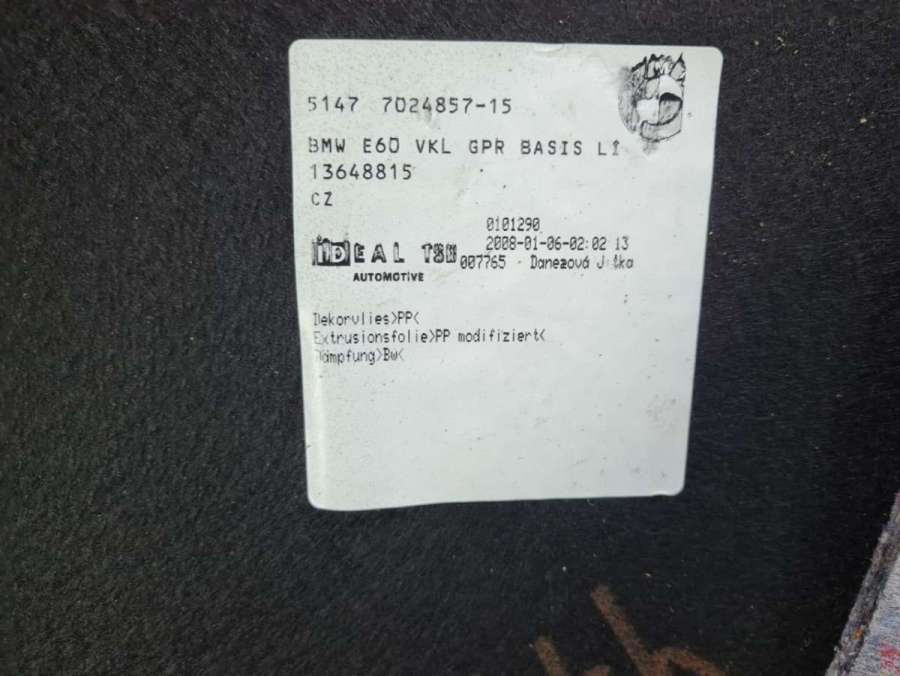 5147 7024857-15
BMW E60 VKL GPR BASIS LI
13648815
CZ
0101290
IDEAL TSN 2008-01-06-02:02 13
AUTOMOTIVE 007765 - Danezová
Dekorvlies>PP<
Extrusionsfolie>PP modifiziert<
Dämpfung>Bw<